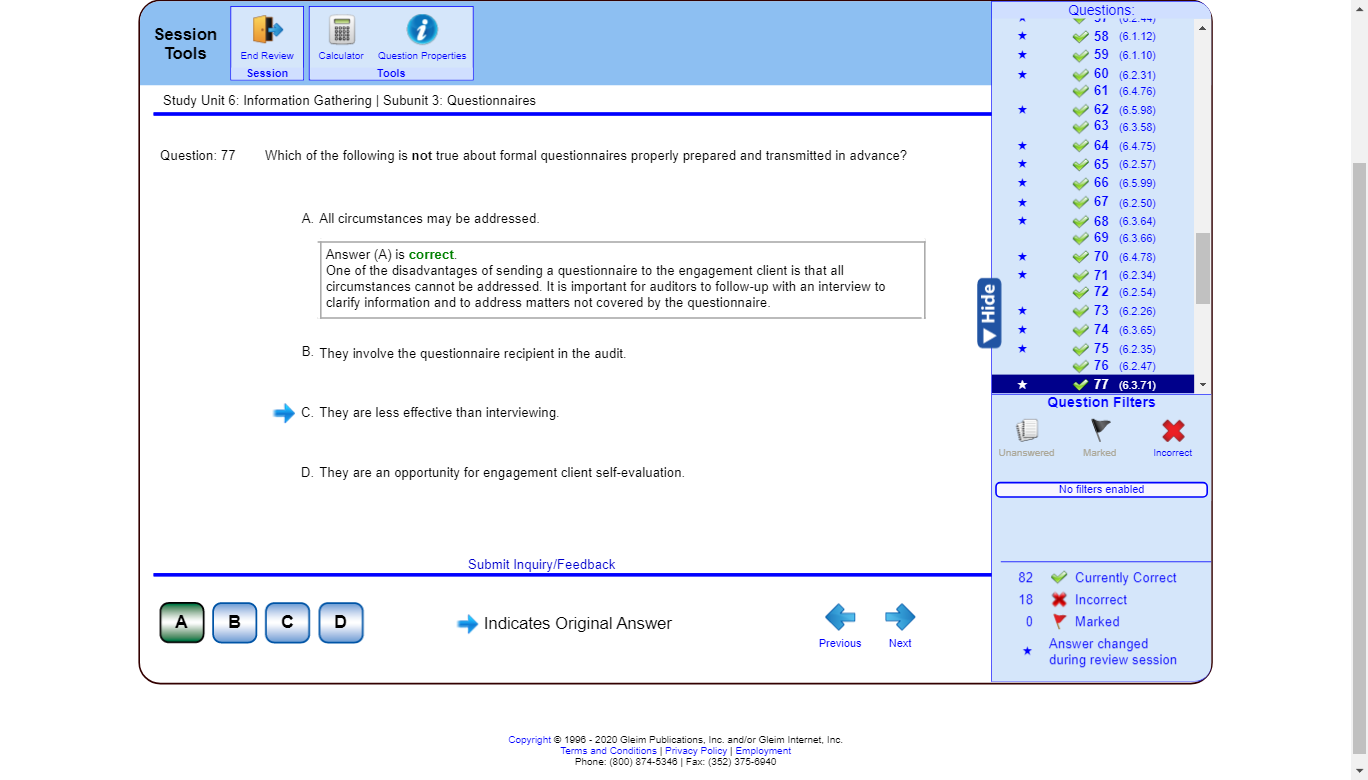 Session Tools
End Review
Session
Calculator
Question Properties
Tools
Study Unit 6: Information Gathering | Subunit 3: Questionnaires
Question: 77
Which of the following is not true about formal questionnaires properly prepared and transmitted in advance?
A. All circumstances may be addressed.
Answer (A) is correct.
One of the disadvantages of sending a questionnaire to the engagement client is that all
circumstances cannot be addressed. It is important for auditors to follow-up with an interview to
clarify information and to address matters not covered by the questionnaire.
B. They involve the questionnaire recipient in the audit.
C. They are less effective than interviewing.
D. They are an opportunity for engagement client self-evaluation.
Submit Inquiry/Feedback
A B C D
Indicates Original Answer
Previous
Next
Hide
Questions:
57 (6.2.44)
58 (6.1.12)
59 (6.1.10)
60 (6.2.31)
61 (6.4.76)
62 (6.5.98)
63 (6.3.58)
64 (6.4.75)
65 (6.2.57)
66 (6.5.99)
67 (6.2.50)
68 (6.3.64)
69 (6.3.66)
70 (6.4.78)
71 (6.2.34)
72 (6.2.54)
73 (6.2.26)
74 (6.3.65)
75 (6.2.35)
76 (6.2.47)
77 (6.3.71)
Question Filters
Unanswered
Marked
Incorrect
No filters enabled
82 Currently Correct
18 Incorrect
0 Marked
Answer changed
during review session
Copyright © 1996 - 2020 Gleim Publications, Inc. and/or Gleim Internet, Inc.
Terms and Conditions | Privacy Policy | Employment
Phone: (800) 874-5346 | Fax: (352) 375-6940